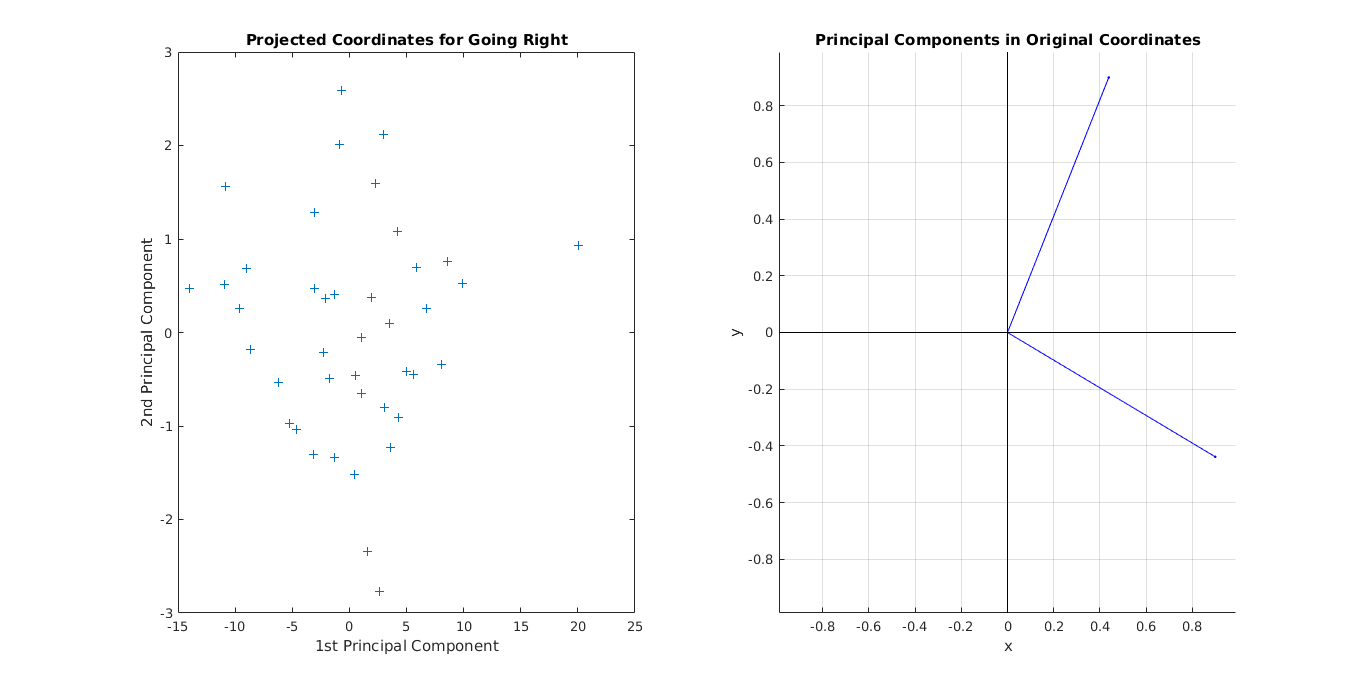 Projected Coordinates for Going Right
3
2
1
0
-1
-2
-3
2nd Principal Component
-15 -10 -5 0 5 10 15 20 25
1st Principal Component
Principal Components in Original Coordinates
0.8
0.6
0.4
0.2
0
-0.2
-0.4
-0.6
-0.8
y
-0.8 -0.6 -0.4 -0.2 0 0.2 0.4 0.6 0.8
x